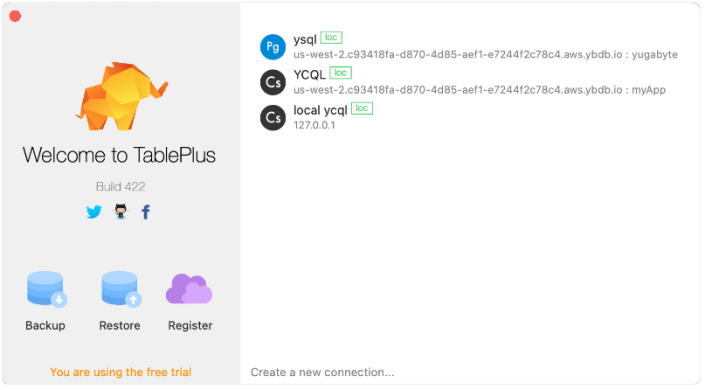 Welcome to TablePlus
Build 422
Backup
Restore
Register
You are using the free trial
Pg
ysql loc
us-west-2.c93418fa-d870-4d85-aef1-e7244f2c78c4.aws.ybdb.io : yugabyte
Cs
YCQL loc
us-west-2.c93418fa-d870-4d85-aef1-e7244f2c78c4.aws.ybdb.io : myApp
Cs
local ycql loc
127.0.0.1
Create a new connection...